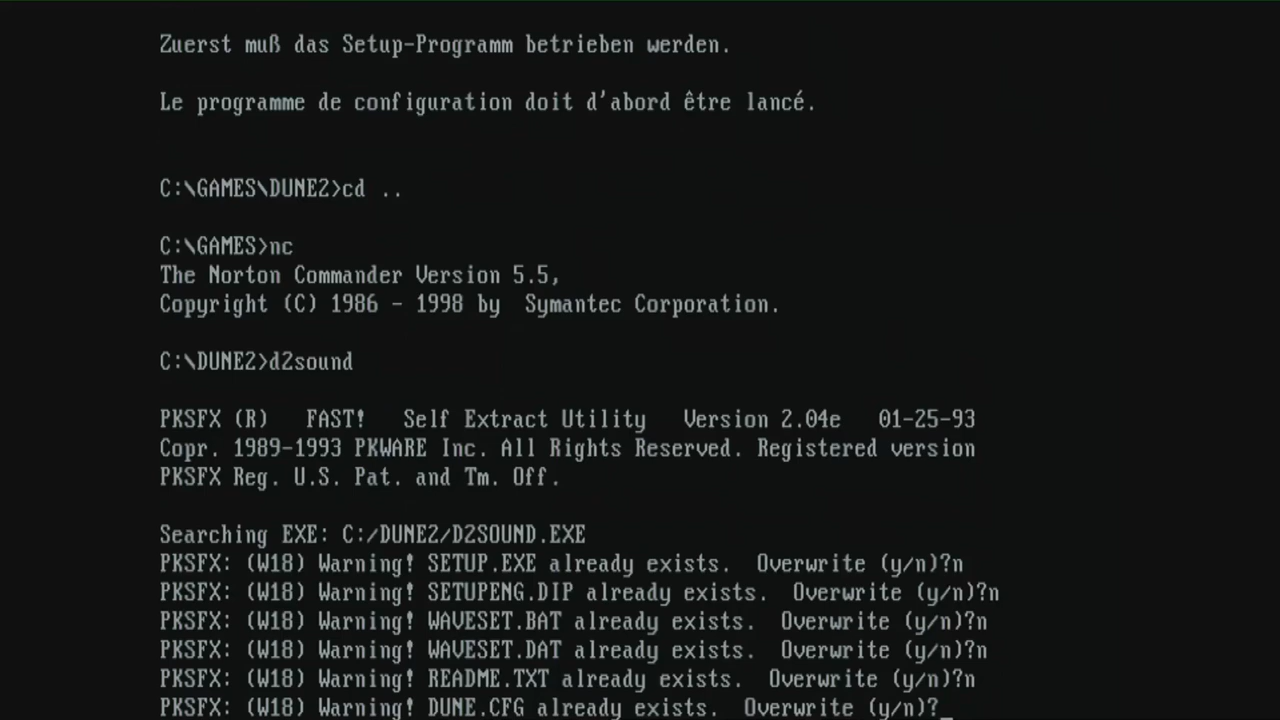 Zuerst muß das Setup-Programm betrieben werden.
Le programme de configuration doit d'abord être lancé.
C:\GAMES\DUNE2>cd ..
C:\GAMES>nc
The Norton Commander Version 5.5,
Copyright (C) 1986 - 1998 by  Symantec Corporation.
C:\DUNE2>d2sound
PKSFX (R)   FAST!   Self Extract Utility   Version 2.04e   01-25-93
Copr. 1989-1993 PKWARE Inc. All Rights Reserved. Registered version
PKSFX Reg. U.S. Pat. and Tm. Off.
Searching EXE: C:/DUNE2/D2SOUND.EXE
PKSFX: (W18) Warning! SETUP.EXE already exists.  Overwrite (y/n)?n
PKSFX: (W18) Warning! SETUPENG.DIP already exists.  Overwrite (y/n)?n
PKSFX: (W18) Warning! WAVESET.BAT already exists.  Overwrite (y/n)?n
PKSFX: (W18) Warning! WAVESET.DAT already exists.  Overwrite (y/n)?n
PKSFX: (W18) Warning! README.TXT already exists.  Overwrite (y/n)?n
PKSFX: (W18) Warning! DUNE.CFG already exists.  Overwrite (y/n)?_